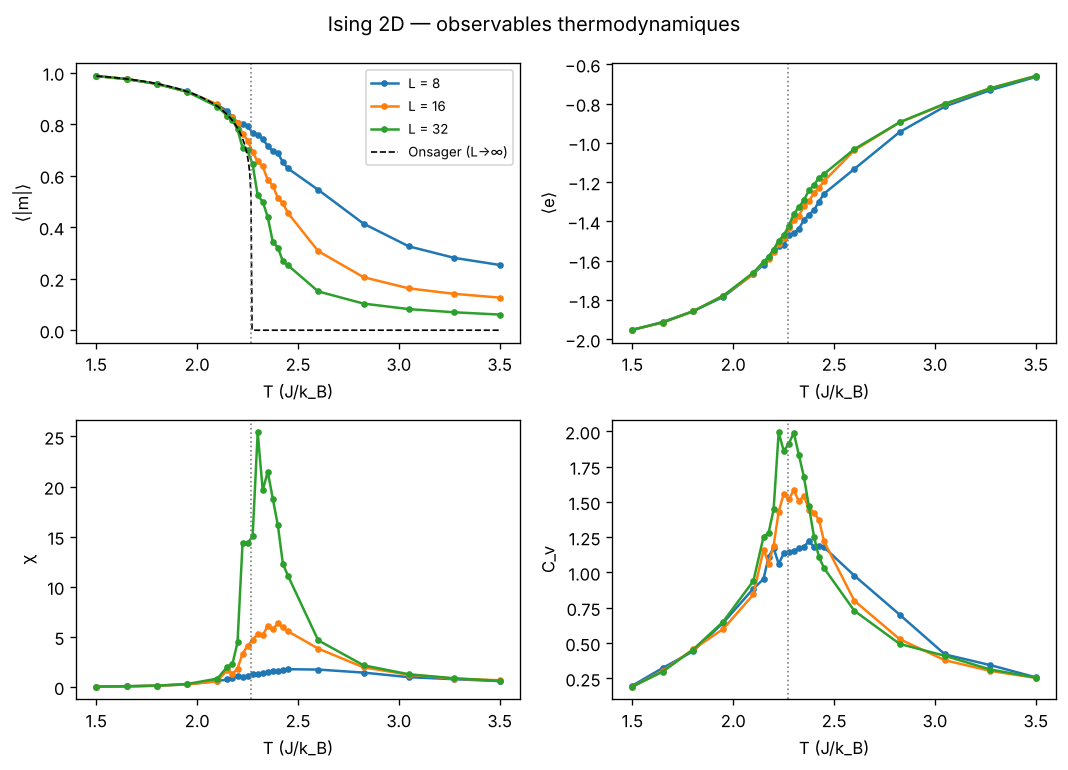 Ising 2D — observables thermodynamiques
⟨|m|⟩
1.0
0.8
0.6
0.4
0.2
0.0
L = 8
L = 16
L = 32
Onsager (L→∞)
1.5 2.0 2.5 3.0 3.5
T (J/k_B)
⟨e⟩
−0.6
−0.8
−1.0
−1.2
−1.4
−1.6
−1.8
−2.0
1.5 2.0 2.5 3.0 3.5
T (J/k_B)
χ
25
20
15
10
5
0
1.5 2.0 2.5 3.0 3.5
T (J/k_B)
C_v
2.00
1.75
1.50
1.25
1.00
0.75
0.50
0.25
1.5 2.0 2.5 3.0 3.5
T (J/k_B)